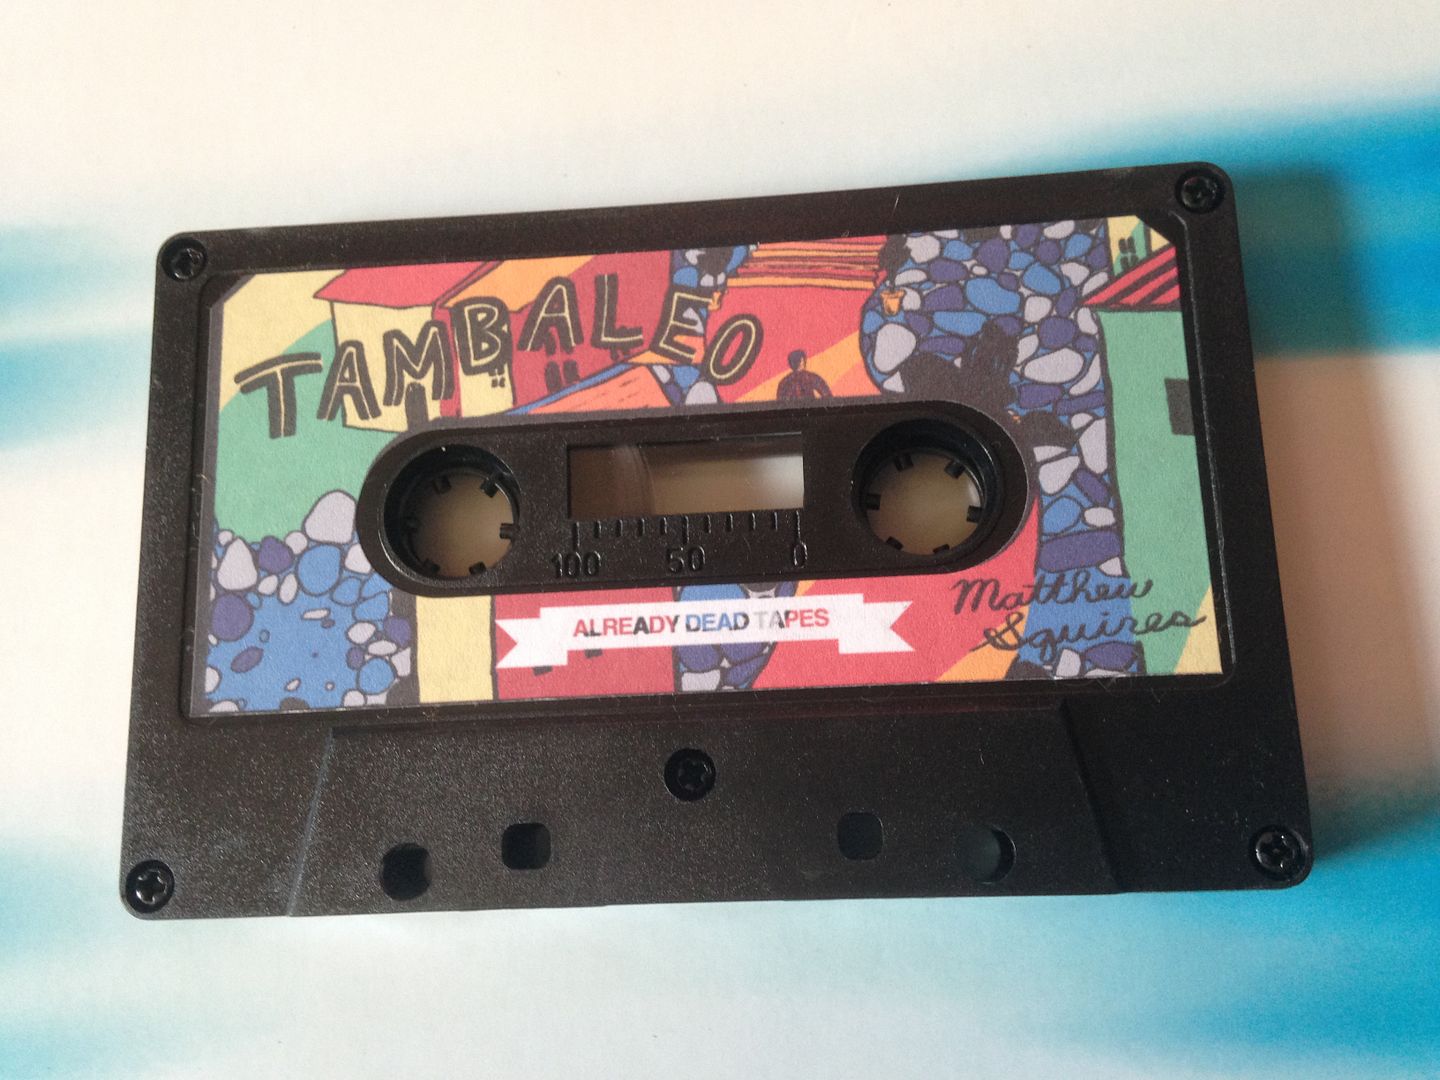 TAMBALEO
100 50 0
ALREADY DEAD TAPES
Matthew
Squires